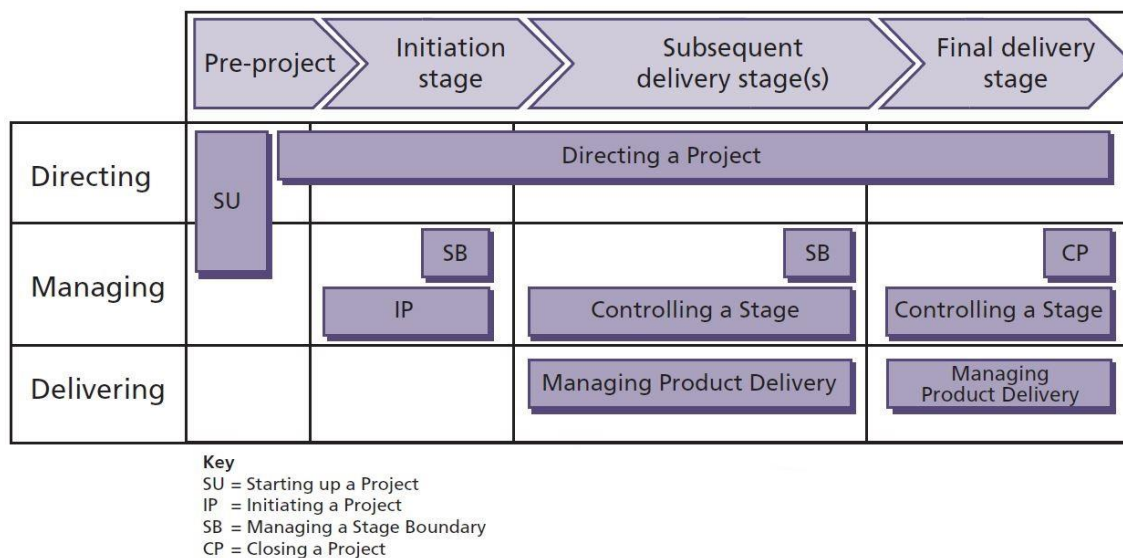 Pre-project
Initiation
stage
Subsequent
delivery stage(s)
Final delivery
stage
Directing
SU
Directing a Project
Managing
SB
SB
CP
IP
Controlling a Stage
Controlling a Stage
Delivering
Managing Product Delivery
Managing
Product Delivery
Key
SU = Starting up a Project
IP = Initiating a Project
SB = Managing a Stage Boundary
CP = Closing a Project